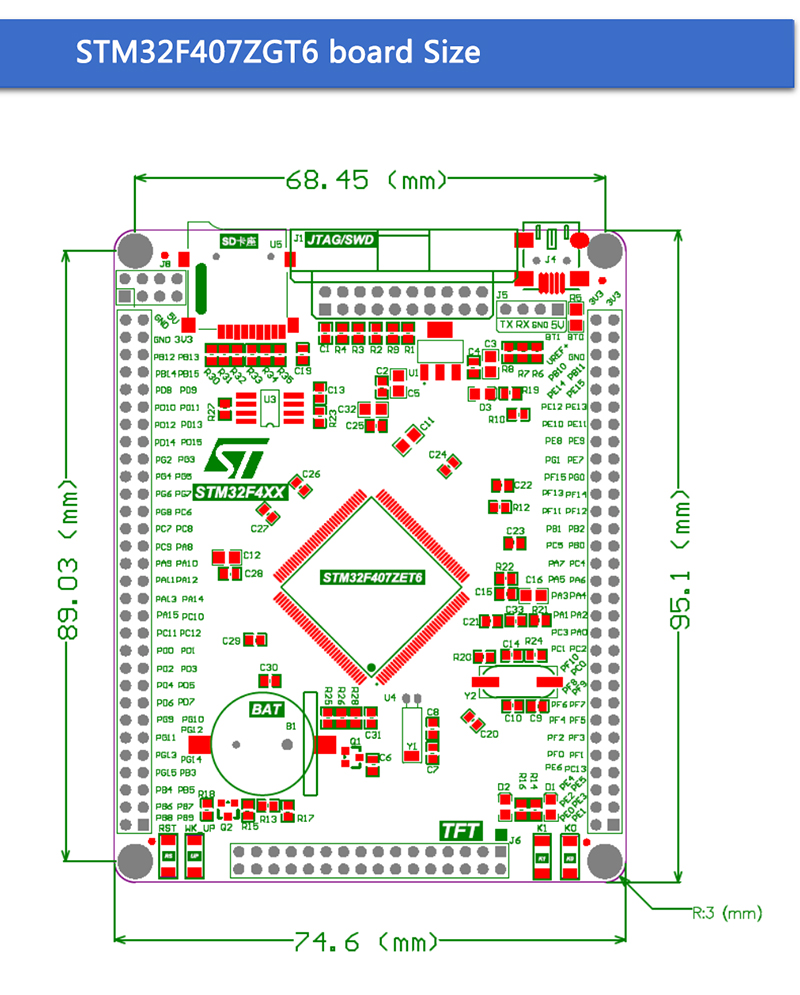 STM32F407ZGT6 board Size
68.45 (mm)
SD卡座
U5
J1
JTAG/SWD
J4
J8
J5
R5
3V3
3V3
GND
5V
TX RX GND 5V
BT1
BT0
GND 3V3
C1 R4 R3 R2 R9 R1
C3
C4
R8
R7 R6
VREF+
GND
PB12 PB13
R30 R31 R32 R33 R34 R35
C19
U1
PB10
PB11
PB14 PB15
C2
C5
PE14
PE15
PD8 PD9
U3
C13
D3
R19
PD10 PD11
R27
R23
C32
R10
PE12 PE13
PD12 PD13
C25
C11
PE10 PE11
PD14 PD15
PE8 PE9
PG2 PG3
ST
C24
PG1 PE7
PG4 PG5
C26
PF15 PG0
PG6 PG7
STM32F4XX
C22
PF13 PF14
PG8 PC6
C27
R12
PF11 PF12
PC7 PC8
PB1 PB2
PC9 PA8
C23
PC5 PB0
PA9 PA10
C12
PA7 PC4
PA11 PA12
C28
STM32F407ZET6
R22
PA5 PA6
PA13 PA14
C15
C16
PA3 PA4
PA15 PC10
C21
C33
R21
PA1 PA2
PC11 PC12
C29
PC3 PA0
PD0 PD1
R20
C14
R24
PC1 PC2
PD2 PD3
PF10
PC0
PD4 PD5
C30
Y2
PF8
PF9
PD6 PD7
BAT
R25 R26 R28
U4
C10
C9
PF6 PF7
PG9 PG10
B1
C31
C8
C20
PF4 PF5
PG11
PG12
Q1
Y1
PF2 PF3
PG13
PG14
C6
C7
PF0 PF1
PG15 PB3
PE6 PC13
PB4 PB5
R18
D2
R16
R14
D1
PE4
PE5
PB6 PB7
PE2
PE3
PB8 PB9
Q2
R15
R13
R17
PE0
PE1
RST WK_UP
TFT
J6
K1
K0
RS
UP
K1
K0
89.03 (mm)
95.1 (mm)
R:3 (mm)
74.6 (mm)